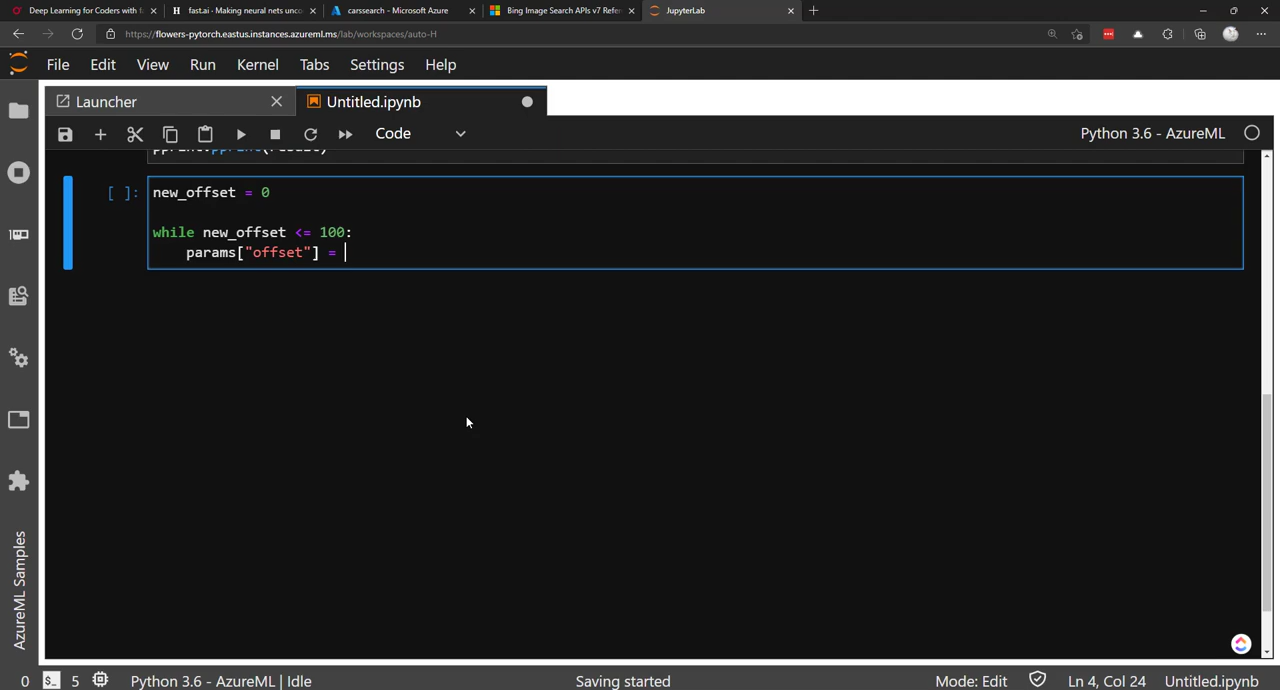 Deep Learning for Coders with fa
fast.ai · Making neural nets unco
carssearch - Microsoft Azure
Bing Image Search APIs v7 Refer
JupyterLab
https://flowers-pytorch.eastus.instances.azureml.ms/lab/workspaces/auto-H
File Edit View Run Kernel Tabs Settings Help
Launcher
Untitled.ipynb
Code
Python 3.6 - AzureML
[ ]:
new_offset = 0
while new_offset <= 100:
params["offset"] =
AzureML Samples
0 $_ 5 Python 3.6 - AzureML | Idle
Saving started
Mode: Edit
Ln 4, Col 24
Untitled.ipynb